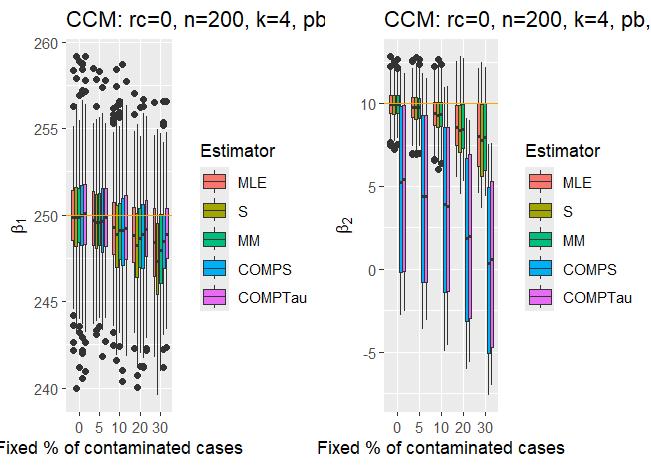 CCM: rc=0, n=200, k=4, pb
260
255
250
245
240
β1
0 5 10 20 30
Fixed % of contaminated cases
Estimator
MLE
S
MM
COMPS
COMPTau
CCM: rc=0, n=200, k=4, pb,
10
5
0
-5
β2
0 5 10 20 30
Fixed % of contaminated cases
Estimator
MLE
S
MM
COMPS
COMPTau